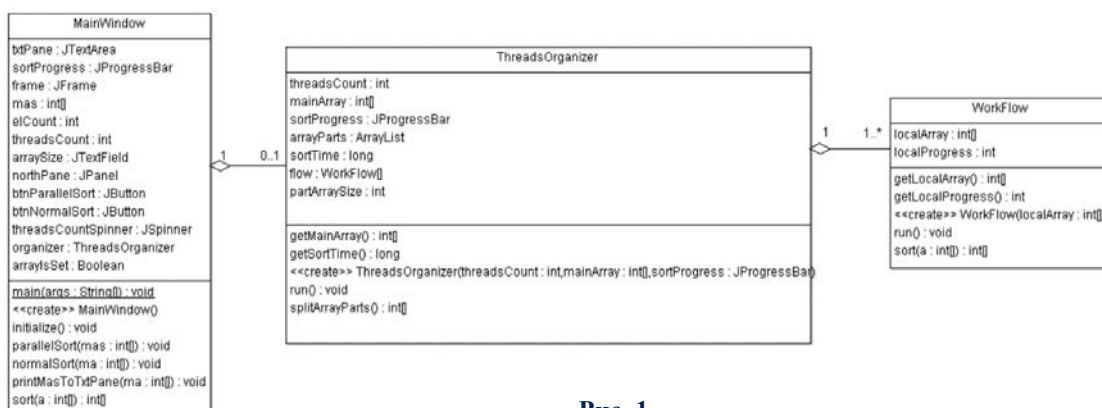 MainWindow
txtPane : JTextArea
sortProgress : JProgressBar
frame : JFrame
mas : int[]
elCount : int
threadsCount : int
arraySize : JTextField
northPane : JPanel
btnParallelSort : JButton
btnNormalSort : JButton
threadsCountSpinner : JSpinner
organizer : ThreadsOrganizer
arrayIsSet : Boolean
main(args : String[]) : void
<<create>> MainWindow()
initialize() : void
parallelSort(mas : int[]) : void
normalSort(ma : int[]) : void
printMasToTxtPane(ma : int[]) : void
sort(a : int[]) : int[]
1
0..1
ThreadsOrganizer
threadsCount : int
mainArray : int[]
sortProgress : JProgressBar
arrayParts : ArrayList
sortTime : long
flow : WorkFlow[]
partArraySize : int
getMainArray() : int[]
getSortTime() : long
<<create>> ThreadsOrganizer(threadsCount : int,mainArray : int[],sortProgress : JProgressBar)
run() : void
splitArrayParts() : int[]
1
1..*
WorkFlow
localArray : int[]
localProgress : int
getLocalArray() : int[]
getLocalProgress() : int
<<create>> WorkFlow(localArray : int[]
run() : void
sort(a : int[]) : int[]
Рис. 1